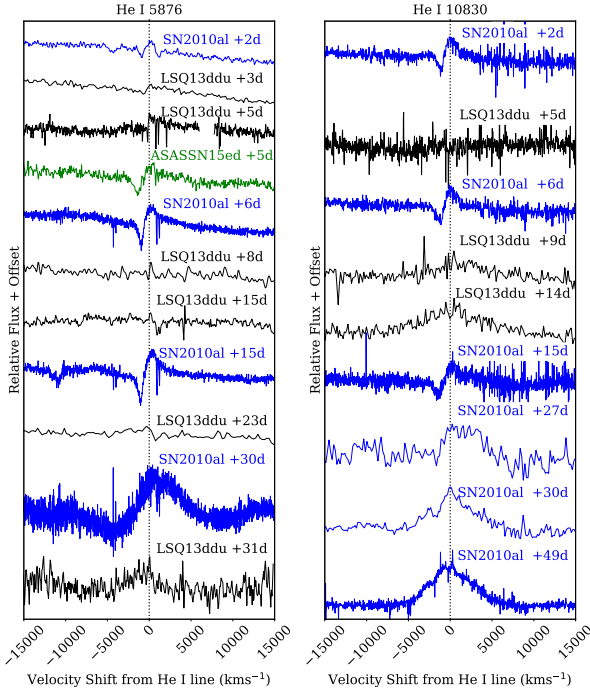 He I 5876
SN2010al +2d
LSQ13ddu +3d
LSQ13ddu +5d
ASASSN15ed +5d
SN2010al +6d
LSQ13ddu +8d
LSQ13ddu +15d
SN2010al +15d
LSQ13ddu +23d
SN2010al +30d
LSQ13ddu +31d
Relative Flux + Offset
−15000
−10000
−5000
0
5000
10000
15000
Velocity Shift from He I line (kms⁻¹)
He I 10830
SN2010al +2d
LSQ13ddu +5d
SN2010al +6d
LSQ13ddu +9d
LSQ13ddu +14d
SN2010al +15d
SN2010al +27d
SN2010al +30d
SN2010al +49d
Relative Flux + Offset
−15000
−10000
−5000
0
5000
10000
15000
Velocity Shift from He I line (kms⁻¹)